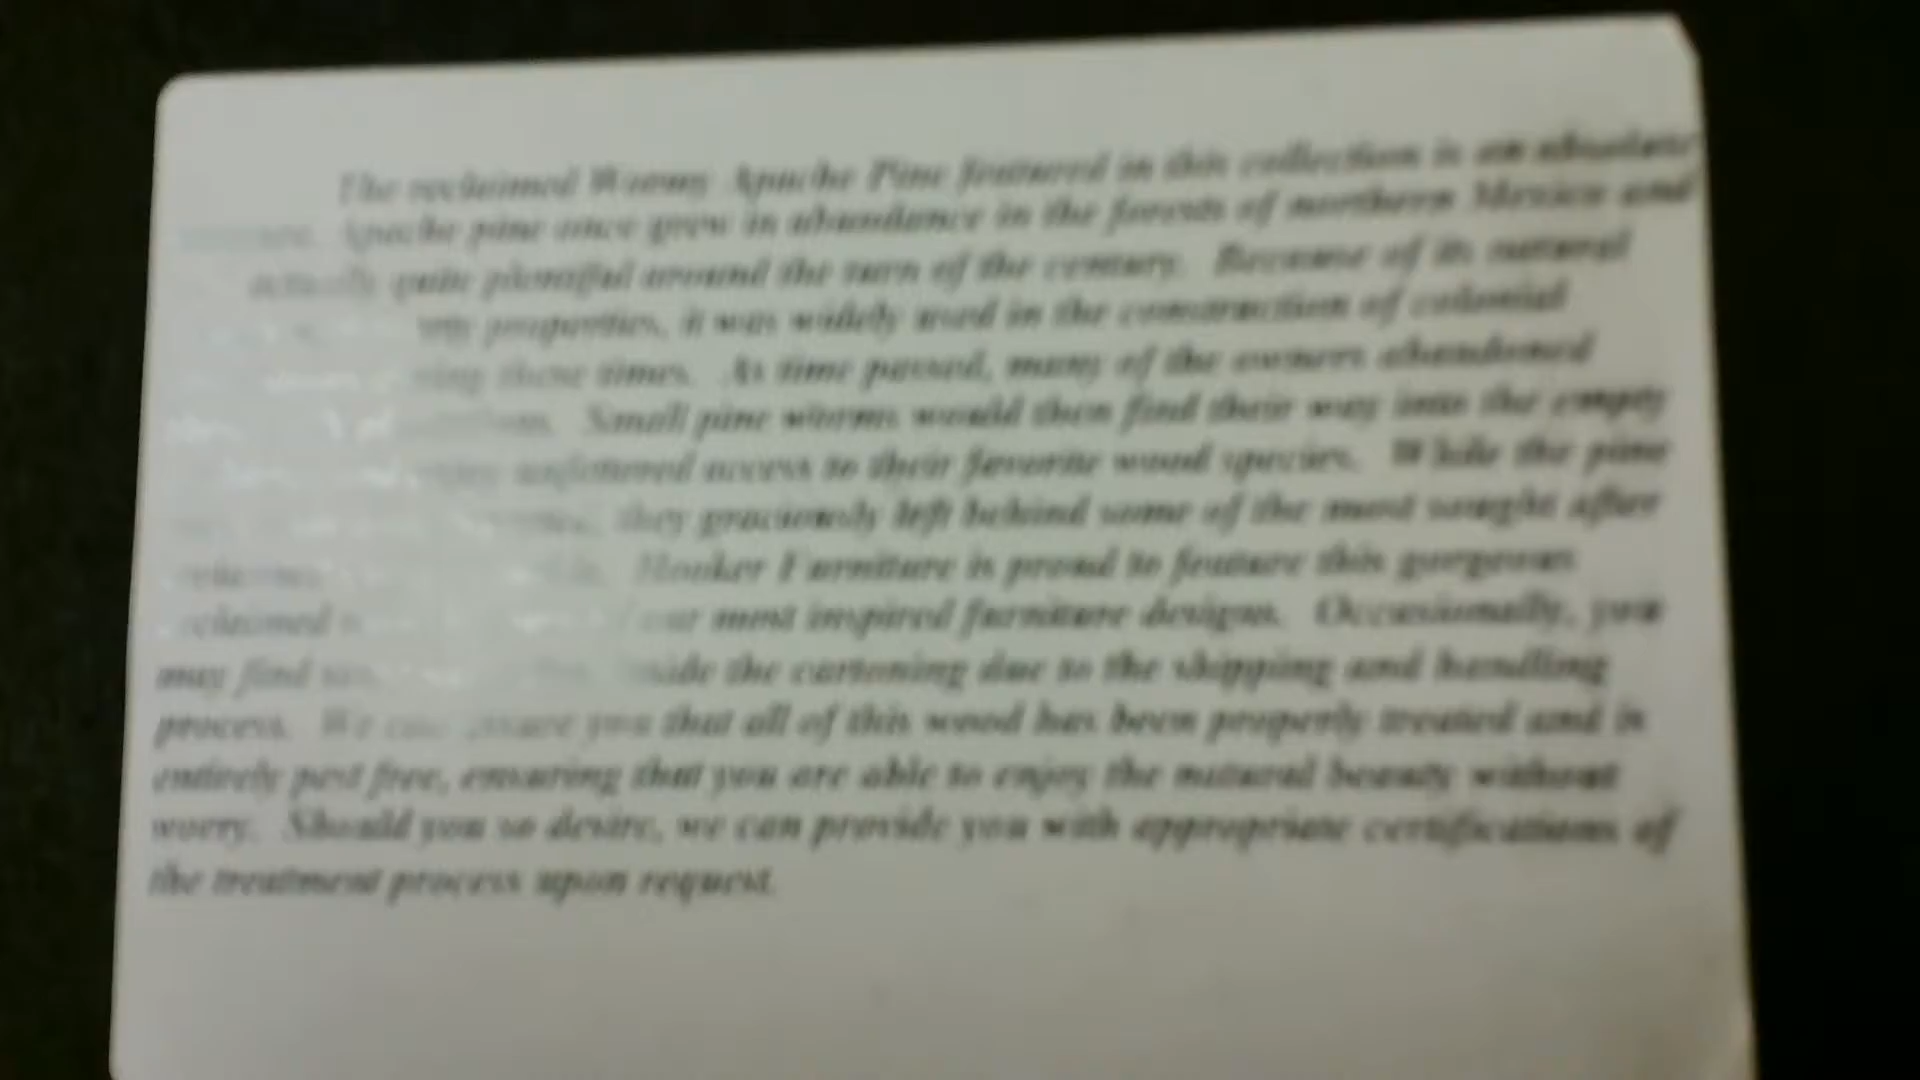 The reclaimed Wormy Apache Pine featured in this collection is an absolute
Apache pine once grew in abundance in the forests of northern Mexico and
actually quite plentiful around the turn of the century. Because of its natural
properties, it was widely used in the construction of colonial
these times. As time passed, many of the owners abandoned
Small pine worms would then find their way into the empty
unfettered access to their favorite wood species. While the pine
they graciously left behind some of the most sought after
Hooker Furniture is proud to feature this gorgeous
reclaimed our most inspired furniture designs. Occasionally, you
may find the cartoning due to the shipping and handling
process. We can assure you that all of this wood has been properly treated and is
entirely pest free, ensuring that you are able to enjoy the natural beauty without
worry. Should you so desire, we can provide you with appropriate certifications of
the treatment process upon request.